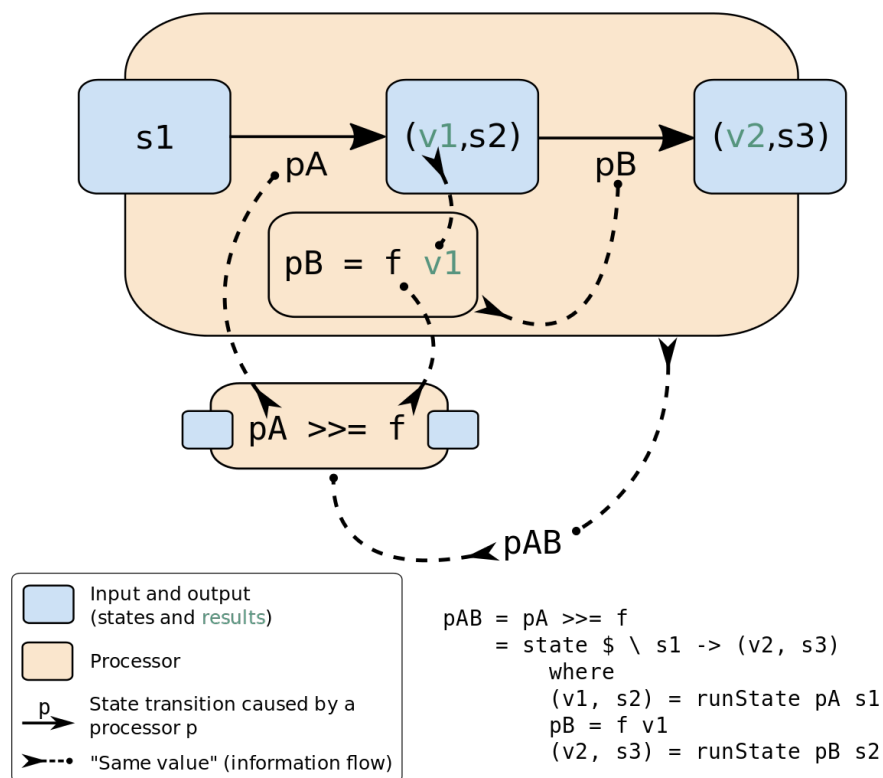 s1
(v1,s2)
(v2,s3)
pA
pB
pB = f v1
pA >>= f
pAB
Input and output
(states and results)
Processor
p
State transition caused by a
processor p
"Same value" (information flow)
pAB = pA >>= f
= state $ \ s1 -> (v2, s3)
where
(v1, s2) = runState pA s1
pB = f v1
(v2, s3) = runState pB s2